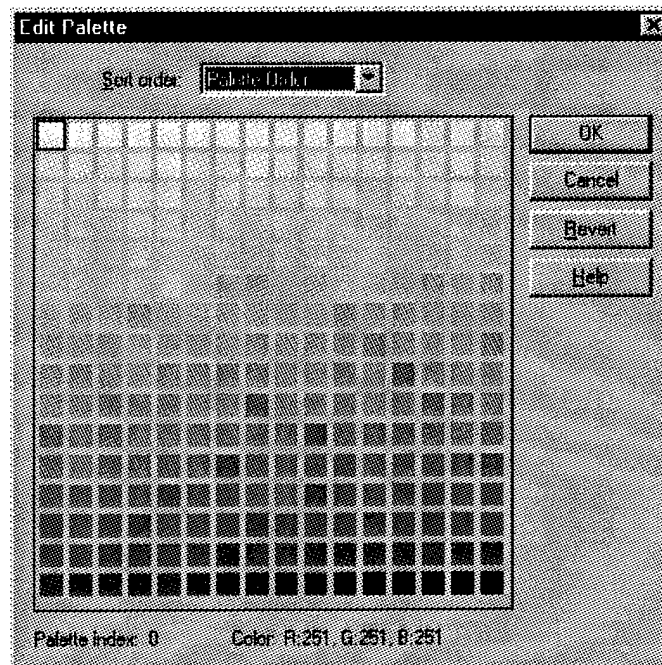 Edit Palette
Sort order: Palette Order
OK
Cancel
Revert
Help
Palette index: 0 Color: R:251, G:251, B:251